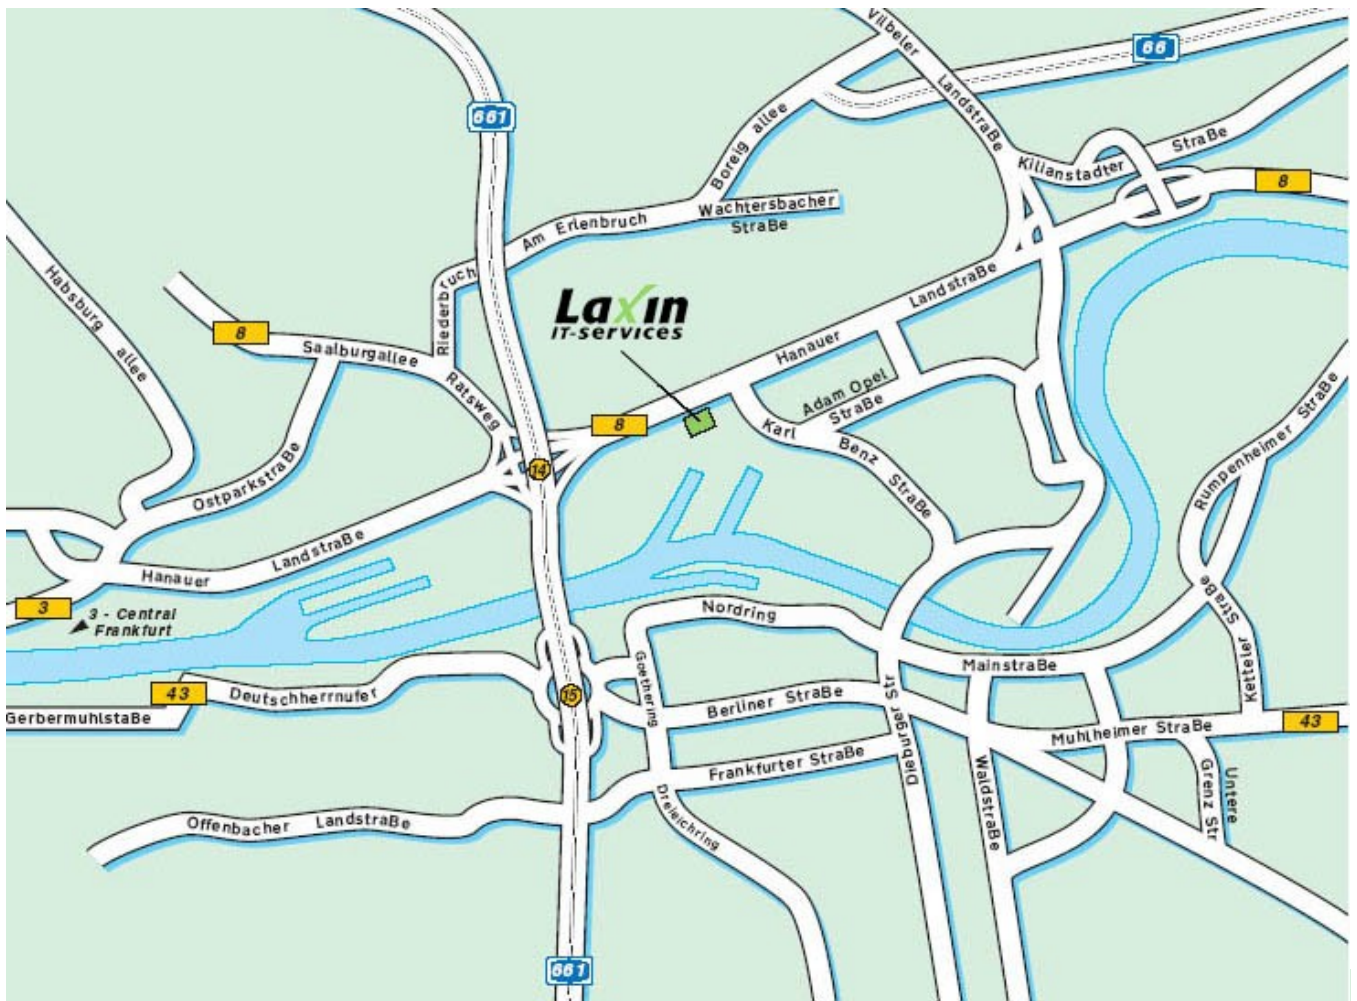 Vilbeler
LandstraBe
66
661
Kilianstadter
StraBe
8
Boreig allee
Wachtersbacher
StraBe
Am Erlenbruch
Riederbruch
Habsburg allee
8
Saalburgallee
Ratsweg
Laxin
IT-services
LandstraBe
Hanauer
8
Adam Opel
StraBe
Karl Benz StraBe
14
OstparkstraBe
Hanauer LandstraBe
3
3 - Central
Frankfurt
Rumpenheimer StraBe
Nordring
MainstraBe
Ketteler StraBe
Goethering
43
Deutschherrnufer
GerbermuhlstaBe
15
Berliner StraBe
Dieburger Str
Muhlheimer StraBe
43
Frankfurter StraBe
WaldstraBe
Untere
Grenz Str
Dreieichring
Offenbacher LandstraBe
661